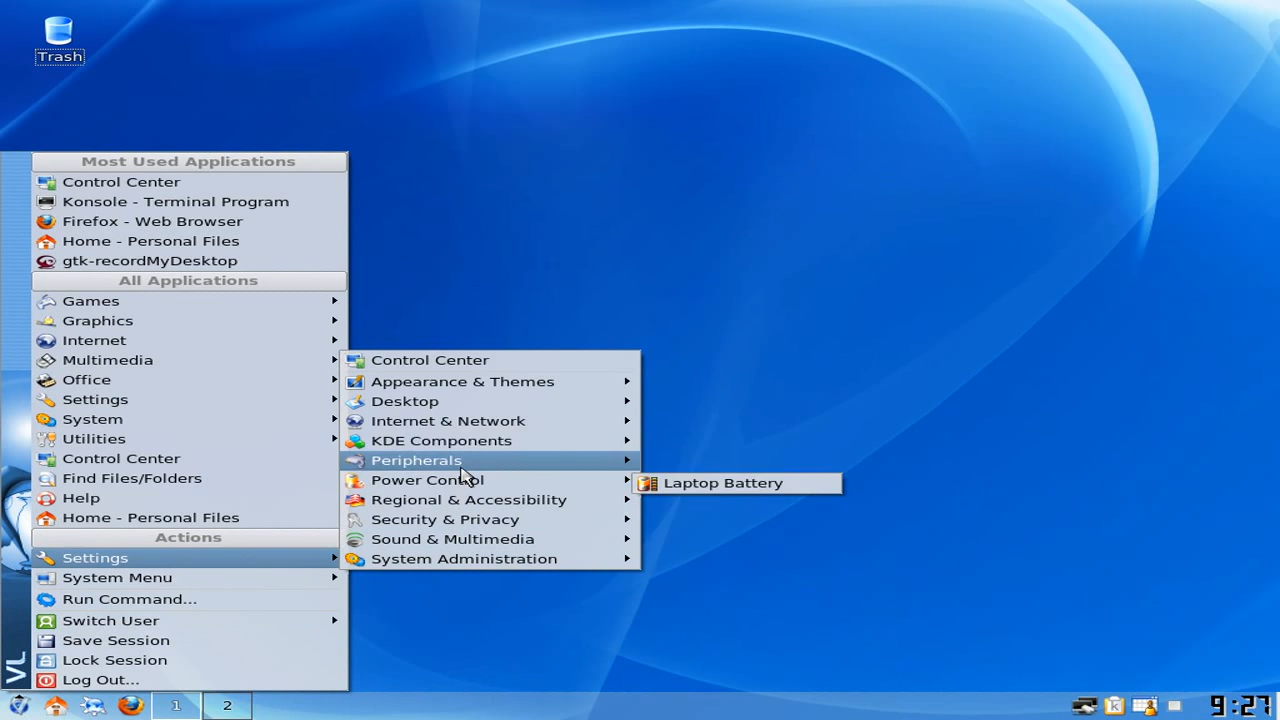 Trash
Most Used Applications
Control Center
Konsole - Terminal Program
Firefox - Web Browser
Home - Personal Files
gtk-recordMyDesktop
All Applications
Games
Graphics
Internet
Multimedia
Office
Settings
System
Utilities
Control Center
Find Files/Folders
Help
Home - Personal Files
Actions
Settings
System Menu
Run Command...
Switch User
Save Session
Lock Session
Log Out...
VL
Control Center
Appearance & Themes
Desktop
Internet & Network
KDE Components
Peripherals
Power Control
Regional & Accessibility
Security & Privacy
Sound & Multimedia
System Administration
Laptop Battery
1
2
k
9:27